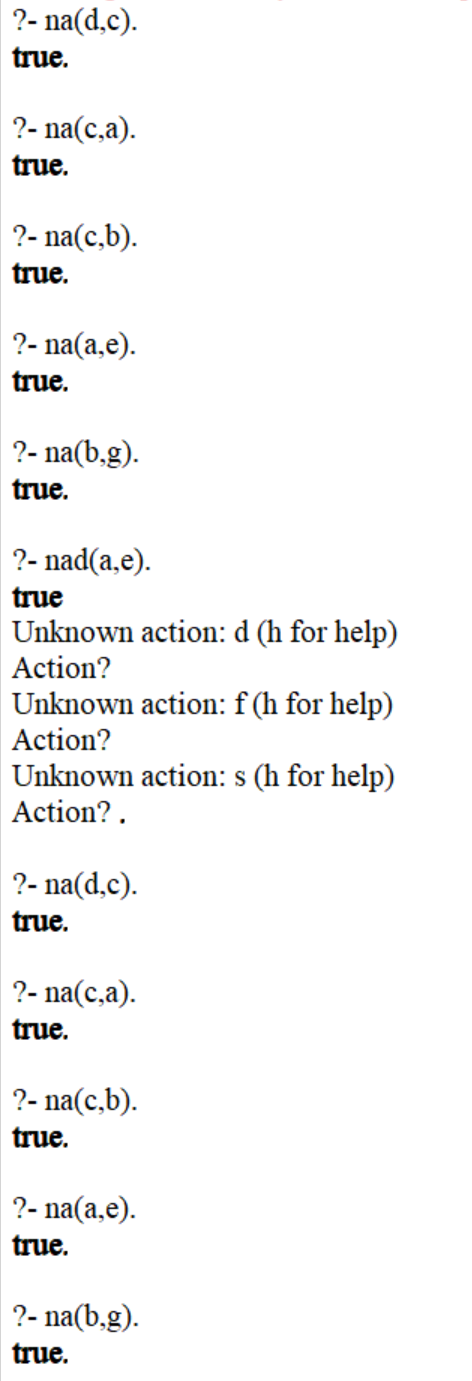 ?- na(d,c).
true.
?- na(c,a).
true.
?- na(c,b).
true.
?- na(a,e).
true.
?- na(b,g).
true.
?- nad(a,e).
true
Unknown action: d (h for help)
Action?
Unknown action: f (h for help)
Action?
Unknown action: s (h for help)
Action? .
?- na(d,c).
true.
?- na(c,a).
true.
?- na(c,b).
true.
?- na(a,e).
true.
?- na(b,g).
true.